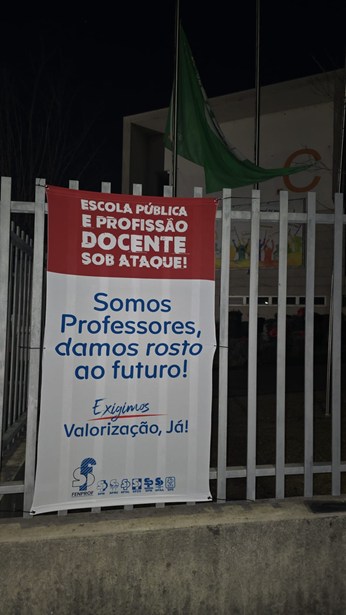 ESCOLA PÚBLICA
E PROFISSÃO
DOCENTE
SOB ATAQUE!
Somos
Professores,
damos rosto
ao futuro!
Exigimos
Valorização, Já!
FENPROF